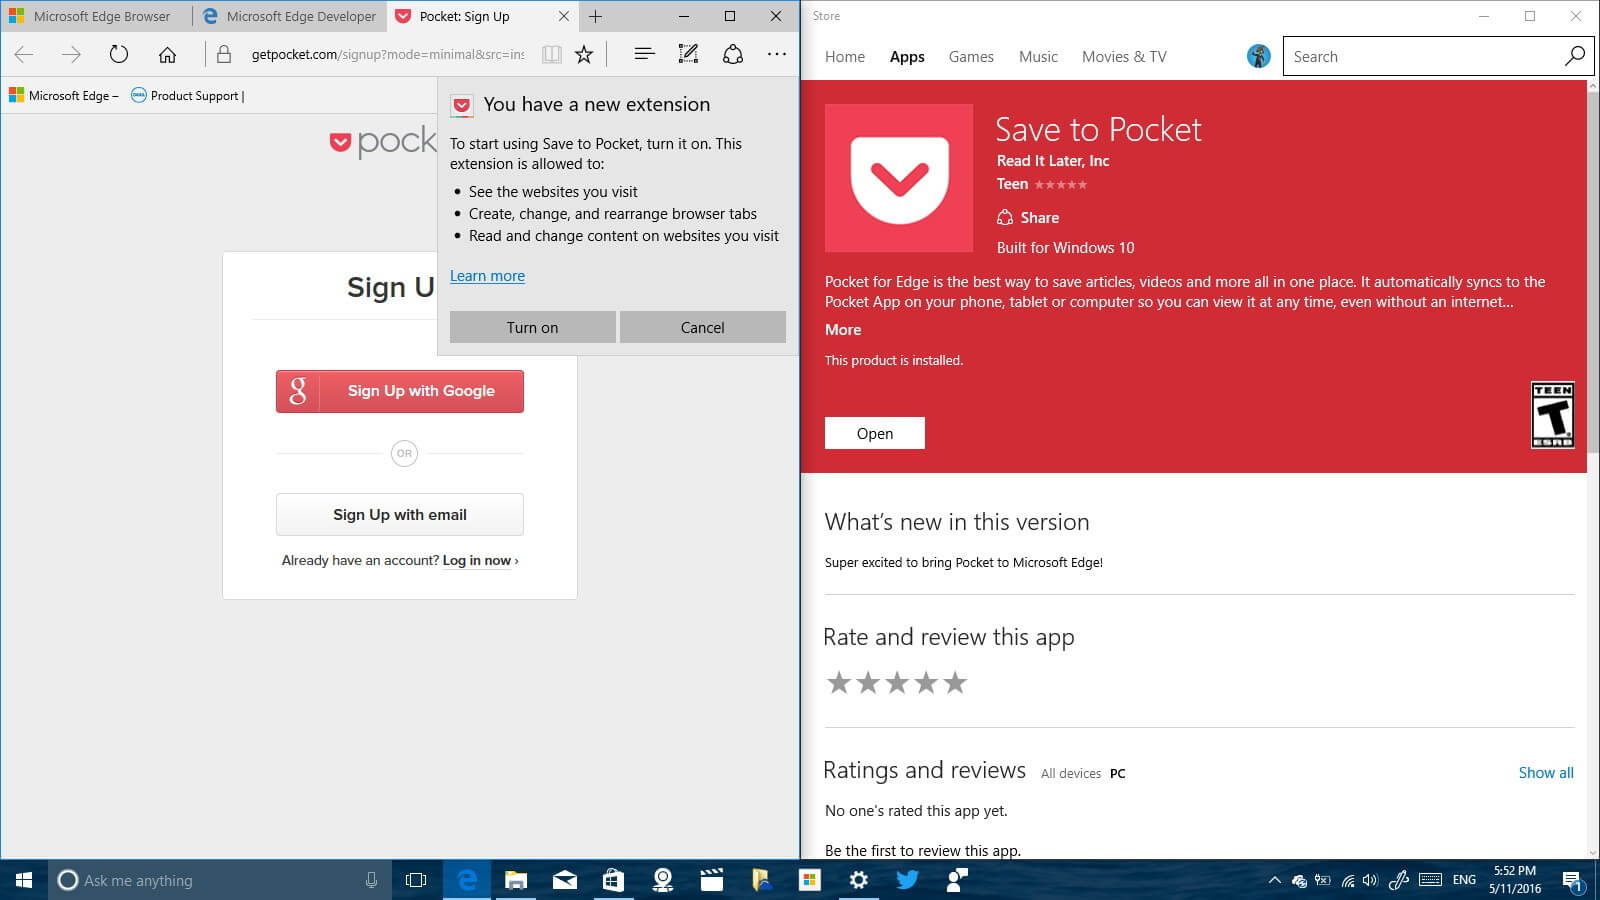 Microsoft Edge Browser
Microsoft Edge Developer
Pocket: Sign Up
getpocket.com/signup?mode=minimal&src=ins
Microsoft Edge –
DELL
Product Support |
pock
Sign U
g
Sign Up with Google
OR
Sign Up with email
Already have an account? Log in now ›
You have a new extension
To start using Save to Pocket, turn it on. This
extension is allowed to:
• See the websites you visit
• Create, change, and rearrange browser tabs
• Read and change content on websites you visit
Learn more
Turn on
Cancel
Store
Home
Apps
Games
Music
Movies & TV
Search
Save to Pocket
Read It Later, Inc
Teen
Share
Built for Windows 10
Pocket for Edge is the best way to save articles, videos and more all in one place. It automatically syncs to the
Pocket App on your phone, tablet or computer so you can view it at any time, even without an internet...
More
This product is installed.
Open
TEEN
T
ESRB
What's new in this version
Super excited to bring Pocket to Microsoft Edge!
Rate and review this app
Ratings and reviews
All devices
PC
Show all
No one's rated this app yet.
Be the first to review this app.
Ask me anything
ENG
5:52 PM
5/11/2016
1